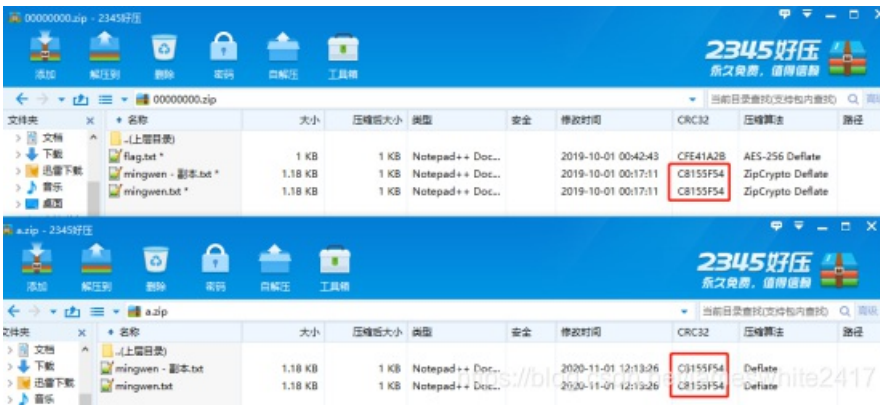 00000000.zip - 2345好压
添加
解压到
删除
密码
自解压
工具箱
2345好压
永久免费，值得信赖
00000000.zip
当前目录查找(支持包内查找)
文件夹
名称 大小 压缩后大小 类型 安全 修改时间 CRC32 压缩算法 路径
..(上层目录)
文档
下载
迅雷下载
音乐
桌面
flag.txt * 1 KB 1 KB Notepad++ Doc... 2019-10-01 00:42:43 CFE41A2B AES-256 Deflate
mingwen - 副本.txt * 1.18 KB 1 KB Notepad++ Doc... 2019-10-01 00:17:11 C8155F54 ZipCrypto Deflate
mingwen.txt * 1.18 KB 1 KB Notepad++ Doc... 2019-10-01 00:17:11 C8155F54 ZipCrypto Deflate
a.zip - 2345好压
添加
解压到
删除
密码
自解压
工具箱
2345好压
永久免费，值得信赖
a.zip
当前目录查找(支持包内查找) 高级
文件夹
名称 大小 压缩后大小 类型 安全 修改时间 CRC32 压缩算法 路径
..(上层目录)
文档
下载
迅雷下载
音乐
mingwen - 副本.txt 1.18 KB 1 KB Notepad++ Doc... 2020-11-01 12:13:26 C8155F54 Deflate
mingwen.txt 1.18 KB 1 KB Notepad++ Doc... 2020-11-01 12:13:26 C8155F54 Deflate